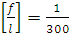 [f/l] = 1/300